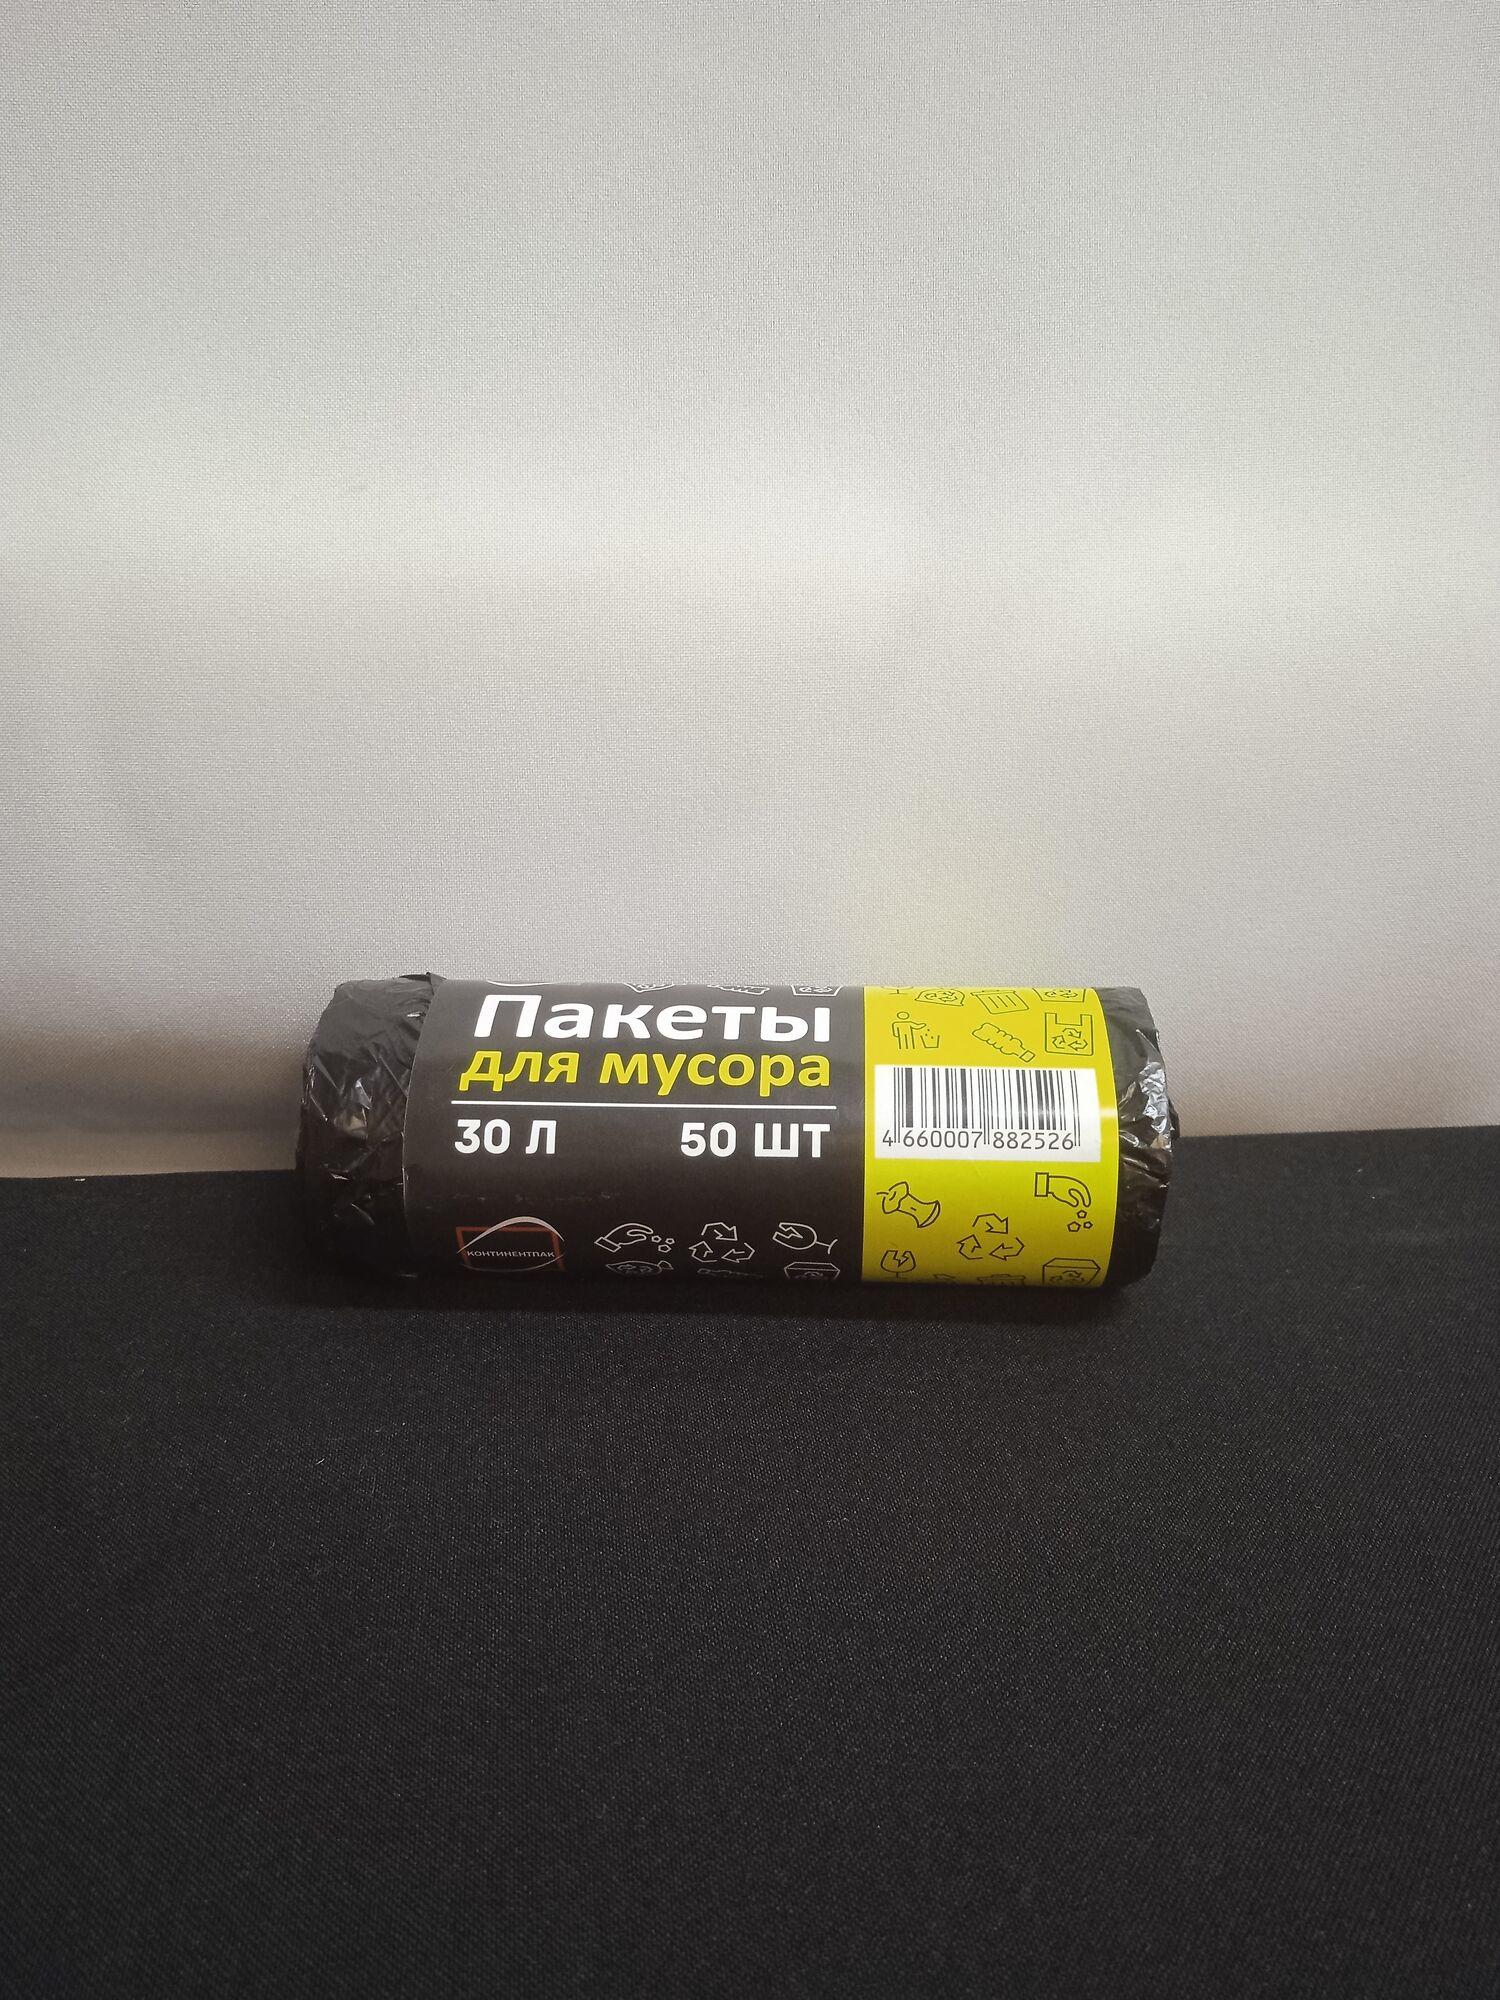 Пакеты
для мусора
30 Л 50 ШТ
КОНТИНЕНТПАК
4 660007 882526